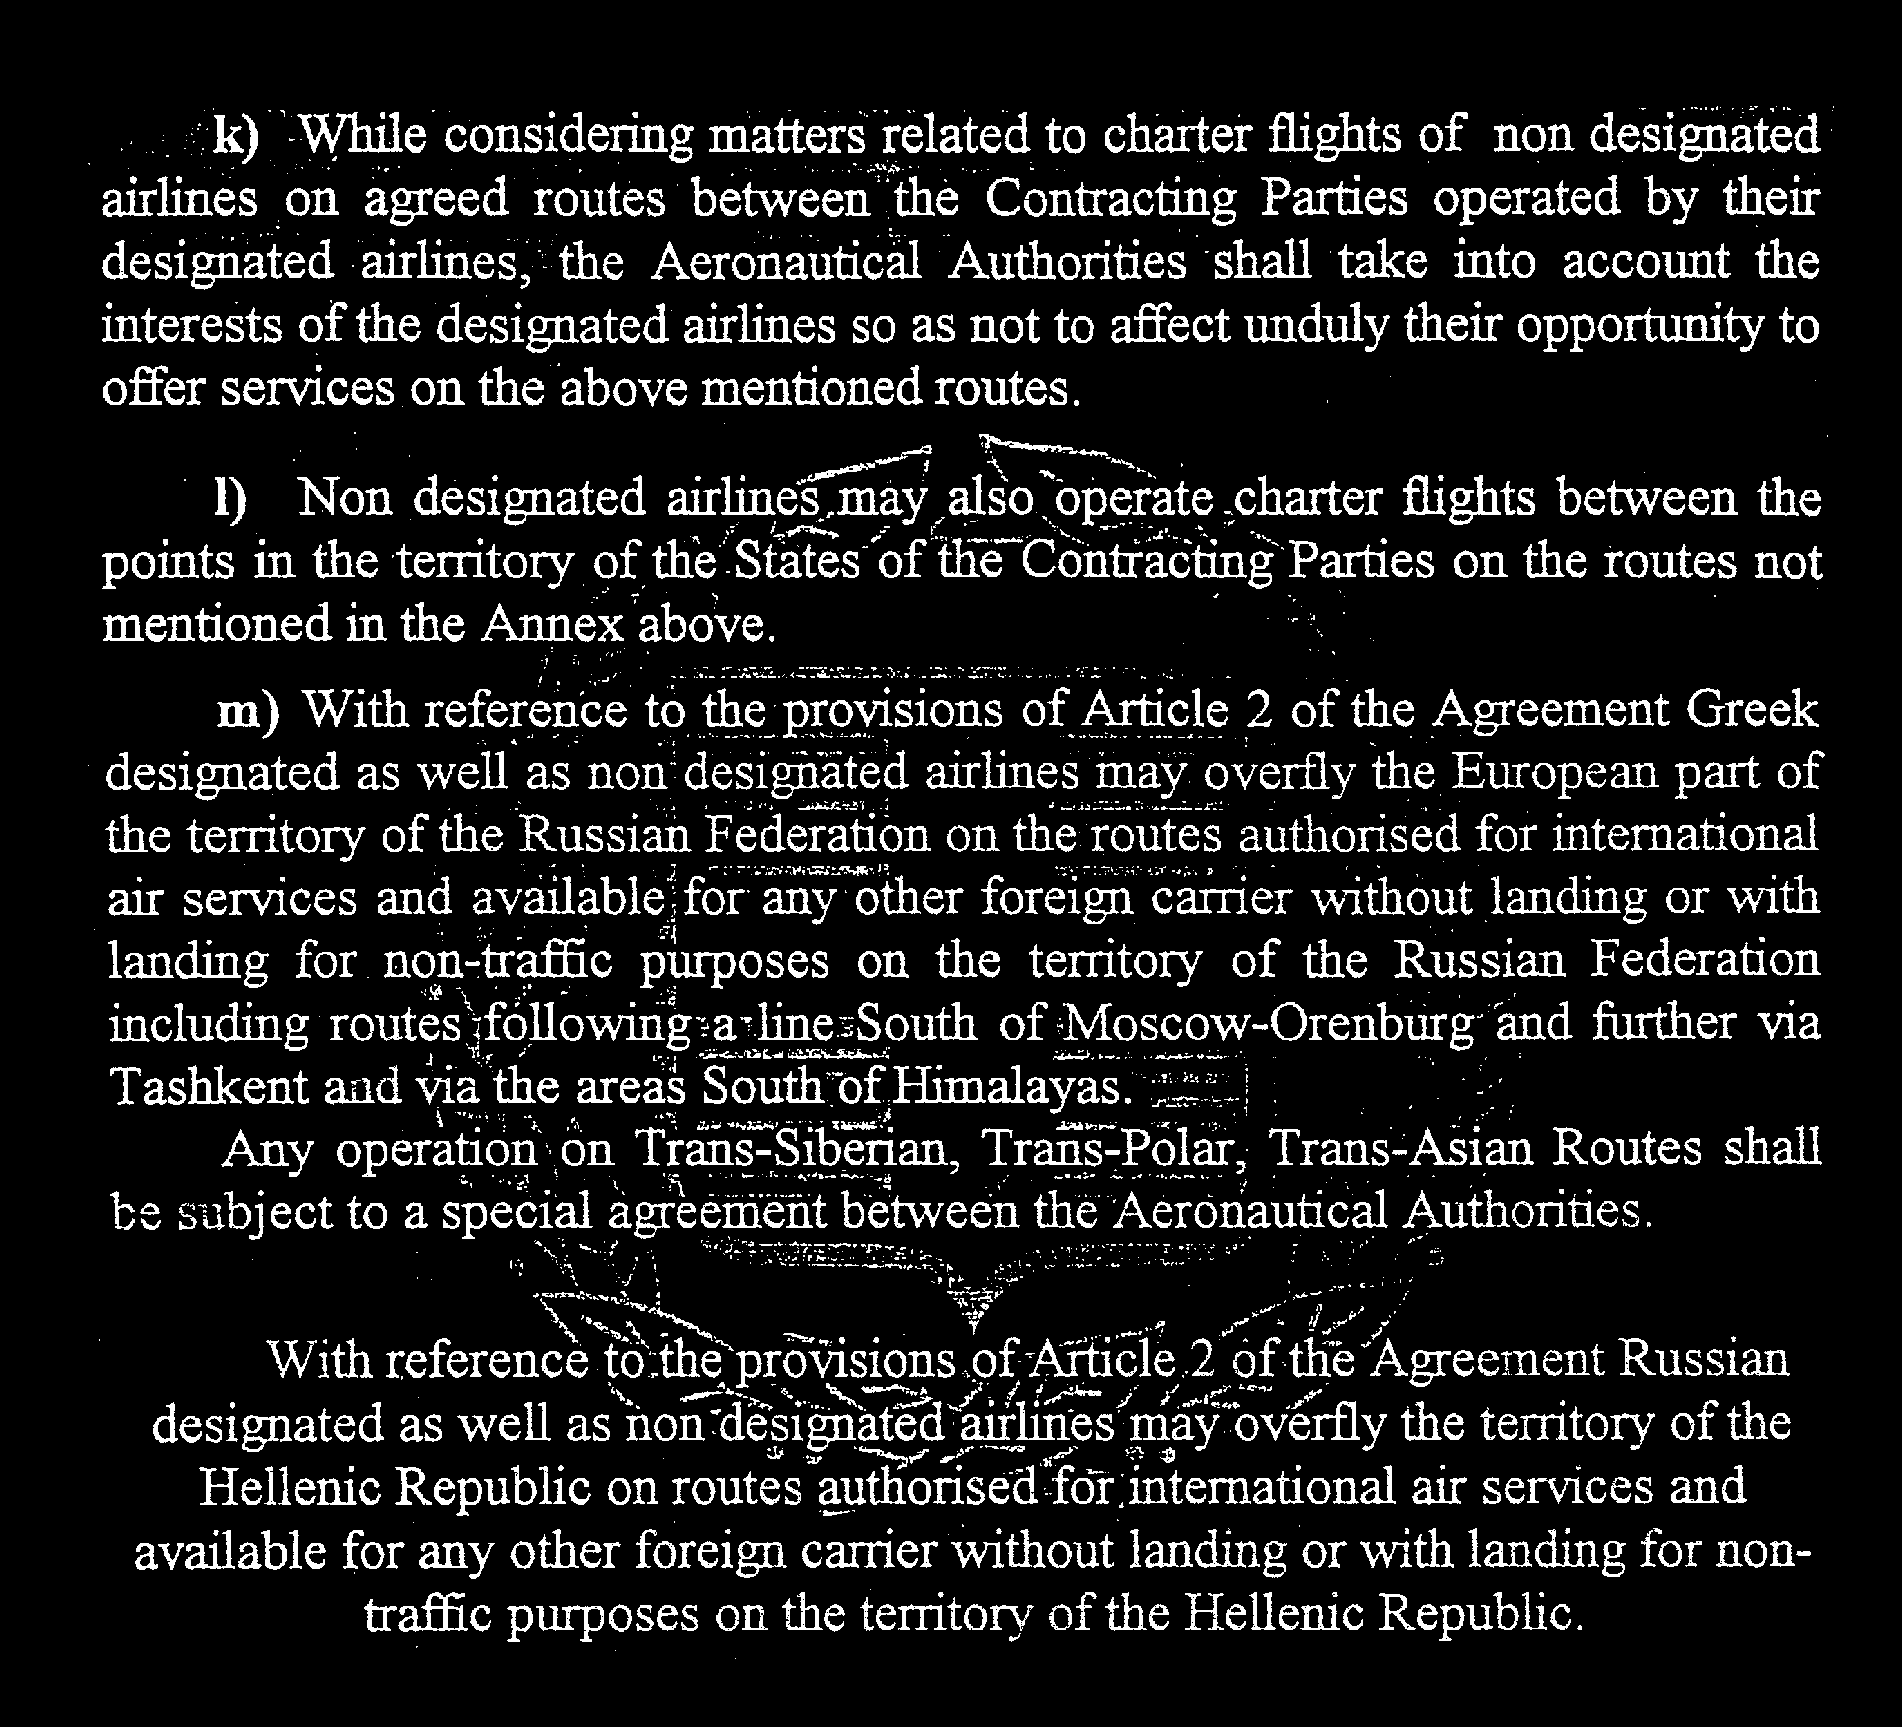 k) While considering matters related to charter flights of non designated
airlines on agreed routes between the Contracting Parties operated by their
designated airlines, the Aeronautical Authorities shall take into account the
interests of the designated airlines so as not to affect unduly their opportunity to
offer services on the above mentioned routes.
l) Non designated airlines may also operate charter flights between the
points in the territory of the States of the Contracting Parties on the routes not
mentioned in the Annex above.
m) With reference to the provisions of Article 2 of the Agreement Greek
designated as well as non designated airlines may overfly the European part of
the territory of the Russian Federation on the routes authorised for international
air services and available for any other foreign carrier without landing or with
landing for non-traffic purposes on the territory of the Russian Federation
including routes following a line South of Moscow-Orenburg and further via
Tashkent and via the areas South of Himalayas.
Any operation on Trans-Siberian, Trans-Polar, Trans-Asian Routes shall
be subject to a special agreement between the Aeronautical Authorities.
With reference to the provisions of Article 2 of the Agreement Russian
designated as well as non designated airlines may overfly the territory of the
Hellenic Republic on routes authorised for international air services and
available for any other foreign carrier without landing or with landing for non-
traffic purposes on the territory of the Hellenic Republic.